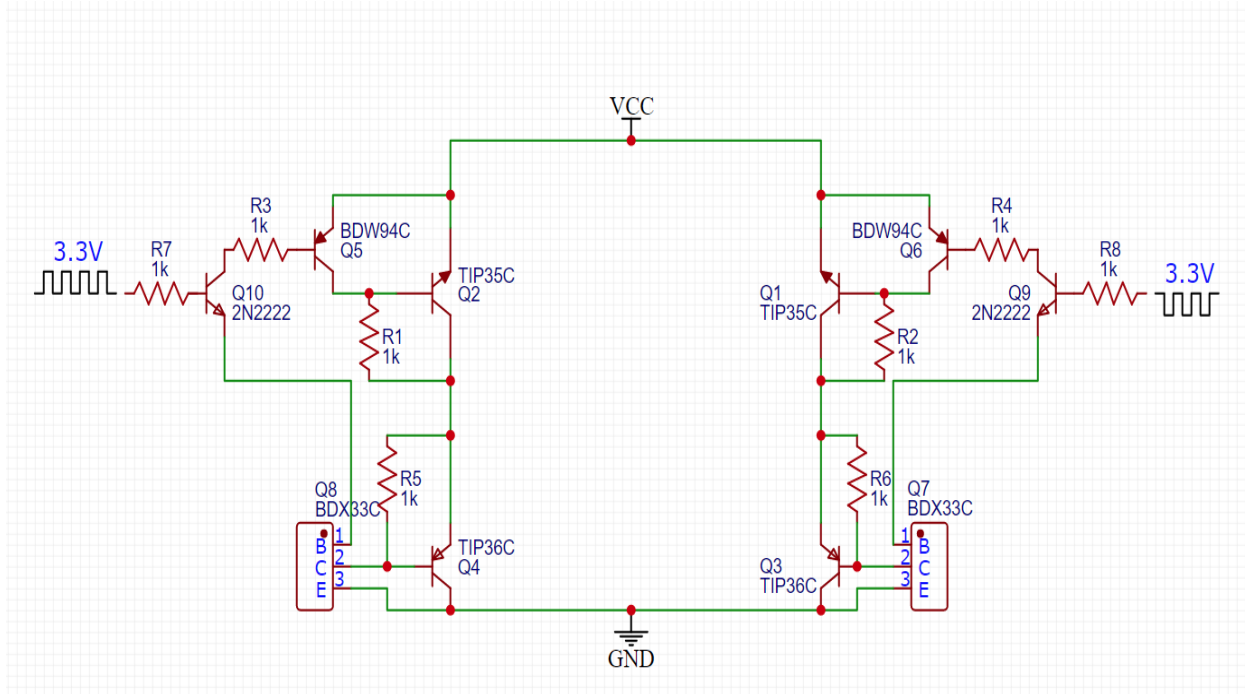 VCC
R3
1k
BDW94C
Q5
3.3V
R7
1k
Q10
2N2222
TIP35C
Q2
R1
1k
R4
1k
BDW94C
Q6
R8
1k
3.3V
Q1
TIP35C
Q9
2N2222
R2
1k
R5
1k
Q8
BDX33C
1
B
2
C
3
E
TIP36C
Q4
R6
1k
Q7
BDX33C
1
B
2
C
3
E
Q3
TIP36C
GND